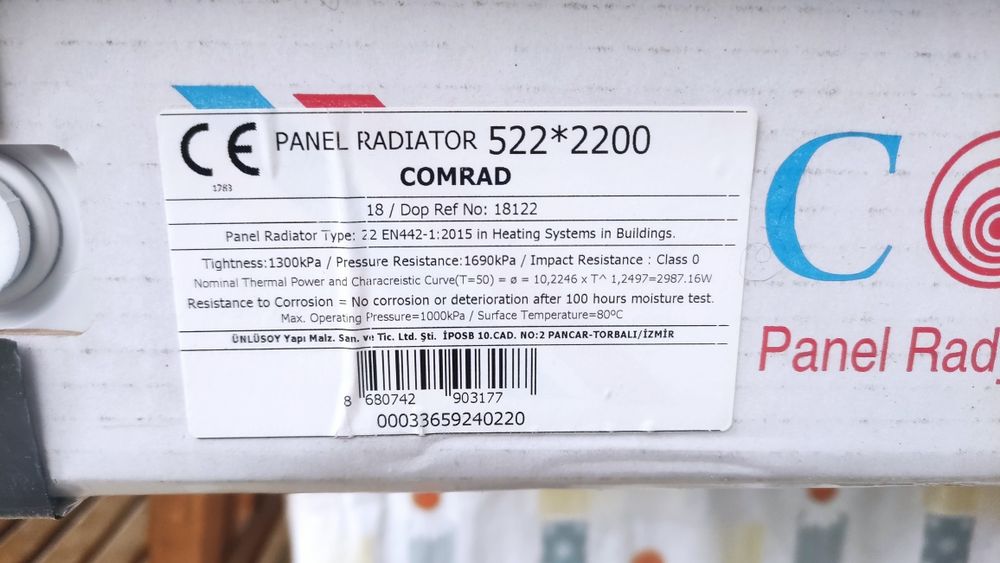 CE PANEL RADIATOR 522*2200
1783
COMRAD
18 / Dop Ref No: 18122
Panel Radiator Type: 22 EN442-1:2015 in Heating Systems in Buildings.
Tightness:1300kPa / Pressure Resistance:1690kPa / Impact Resistance : Class 0
Nominal Thermal Power and Characreistic Curve(T=50) = ø = 10,2246 x T^ 1,2497=2987.16W
Resistance to Corrosion = No corrosion or deterioration after 100 hours moisture test.
Max. Operating Pressure=1000kPa / Surface Temperature=80ºC
ÜNLÜSOY Yapı Malz. San. ve Tic. Ltd. Şti. İPOSB 10.CAD. NO:2 PANCAR-TORBALI/İZMİR
8 680742 903177
00033659240220
CO
Panel Rad